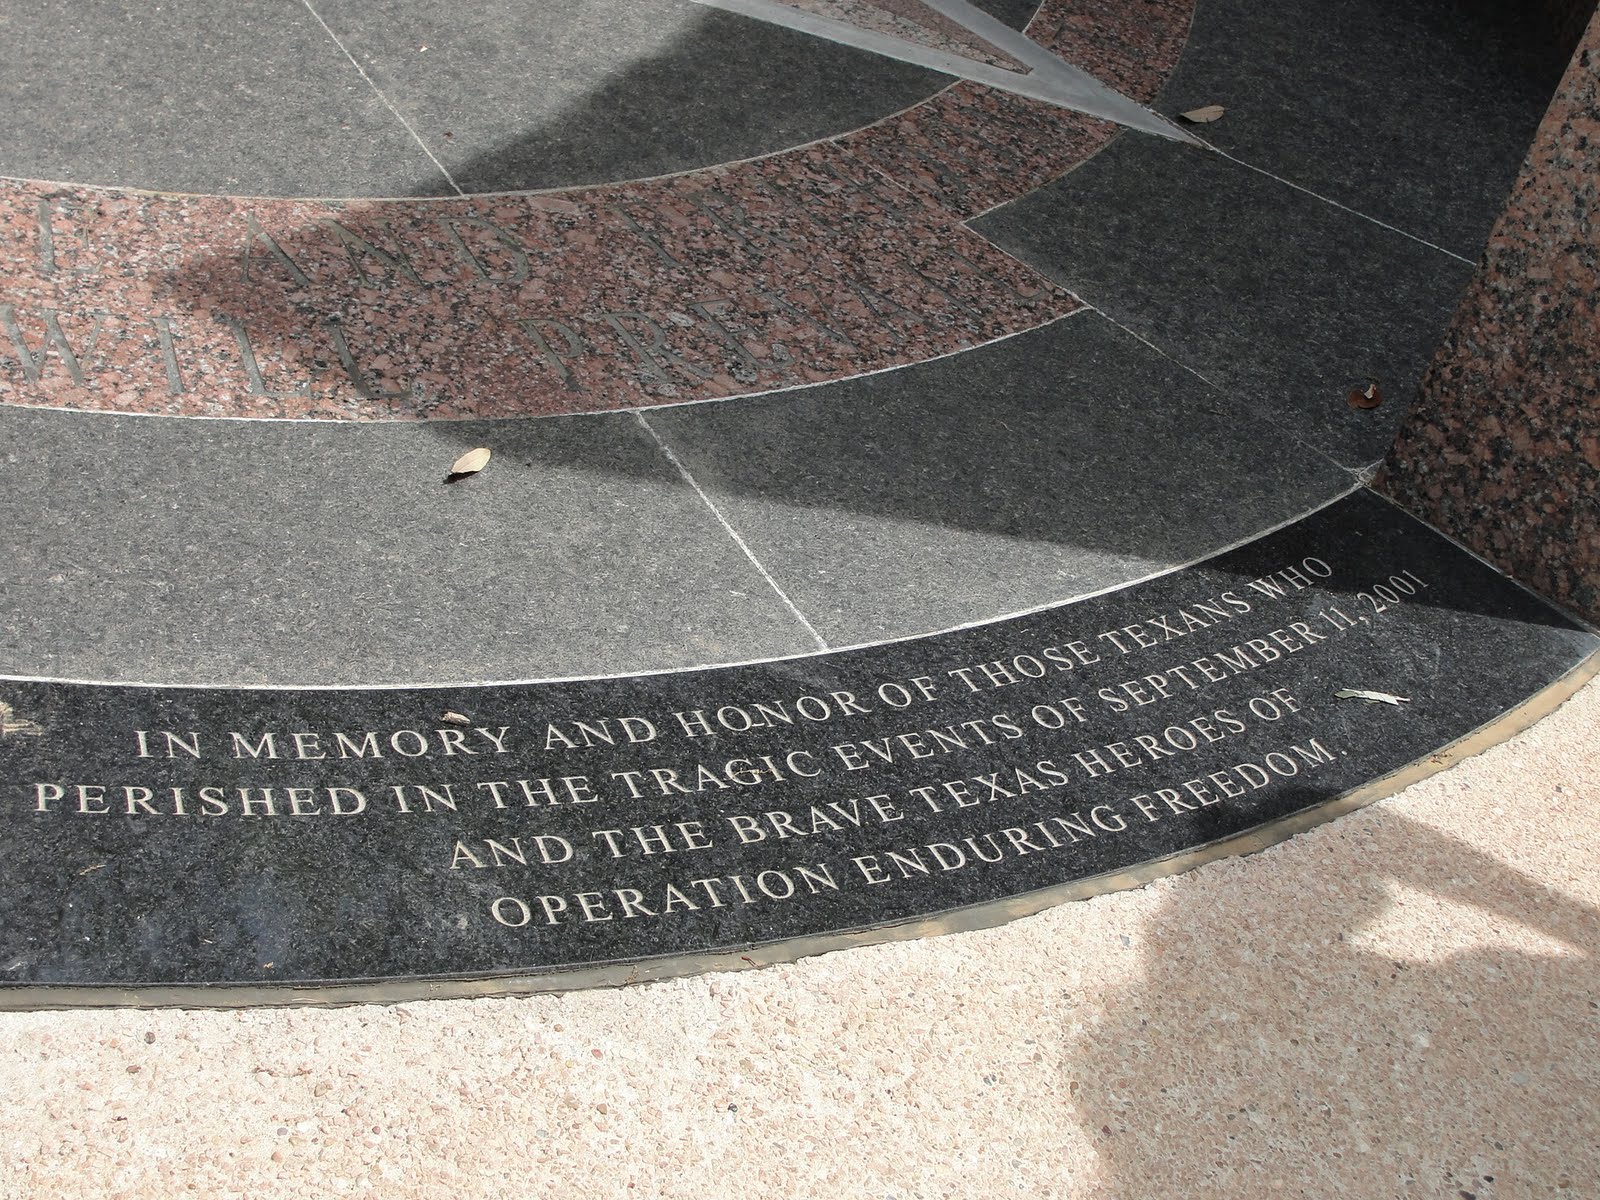 AND
WILL PREVAIL
IN MEMORY AND HONOR OF THOSE TEXANS WHO
PERISHED IN THE TRAGIC EVENTS OF SEPTEMBER 11, 2001
AND THE BRAVE TEXAS HEROES OF
OPERATION ENDURING FREEDOM.